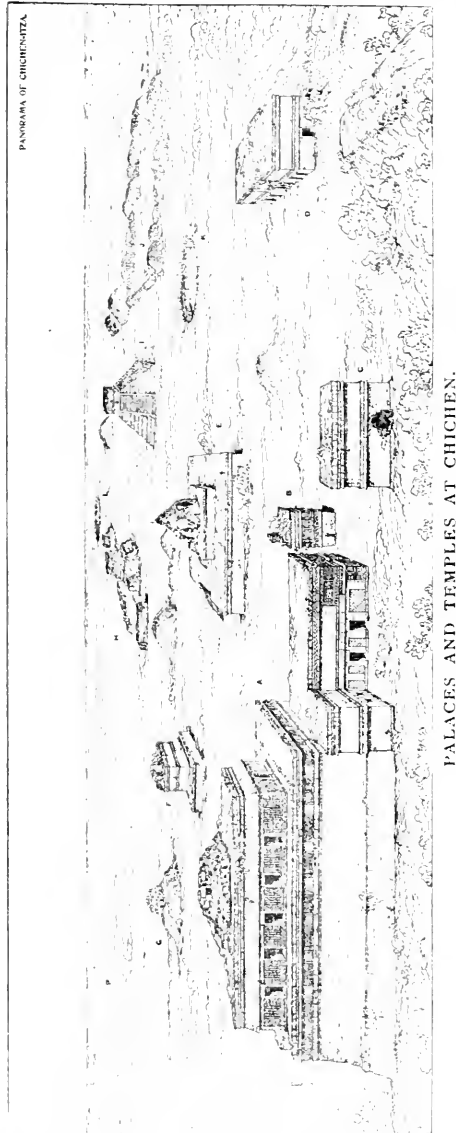 PANORAMA OF CHICHEN-ITZA.
P
G
F
H
L
I
J
K
E
A
B
C
D
PALACES AND TEMPLES AT CHICHEN.